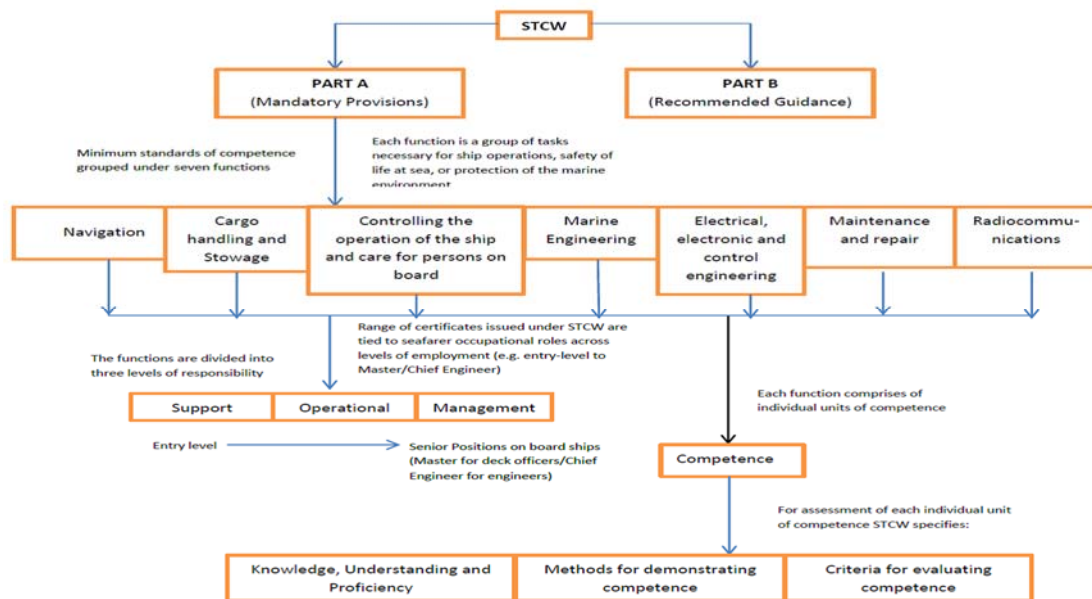 STCW
PART A
(Mandatory Provisions)
PART B
(Recommended Guidance)
Minimum standards of competence
grouped under seven functions
Each function is a group of tasks
necessary for ship operations, safety of
life at sea, or protection of the marine
environment
Navigation
Cargo
handling and
Stowage
Controlling the
operation of the ship
and care for persons on
board
Marine
Engineering
Electrical,
electronic and
control
engineering
Maintenance
and repair
Radiocommu-
nications
The functions are divided into
three levels of responsibility
Range of certificates issued under STCW are
tied to seafarer occupational roles across
levels of employment (e.g. entry-level to
Master/Chief Engineer)
Each function comprises of
individual units of competence
Support
Operational
Management
Entry level
Senior Positions on board ships
(Master for deck officers/Chief
Engineer for engineers)
Competence
For assessment of each individual unit
of competence STCW specifies:
Knowledge, Understanding and
Proficiency
Methods for demonstrating
competence
Criteria for evaluating
competence